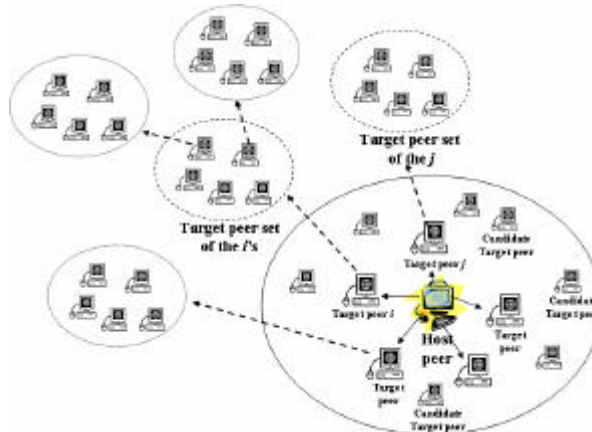 Target peer set
of the j
Target peer set
of the i's
Candidate
Target peer
Target peer j
Candidate
Target peer
Target peer i
Host
peer
Target
peer
Target
peer
Candidate
Target peer